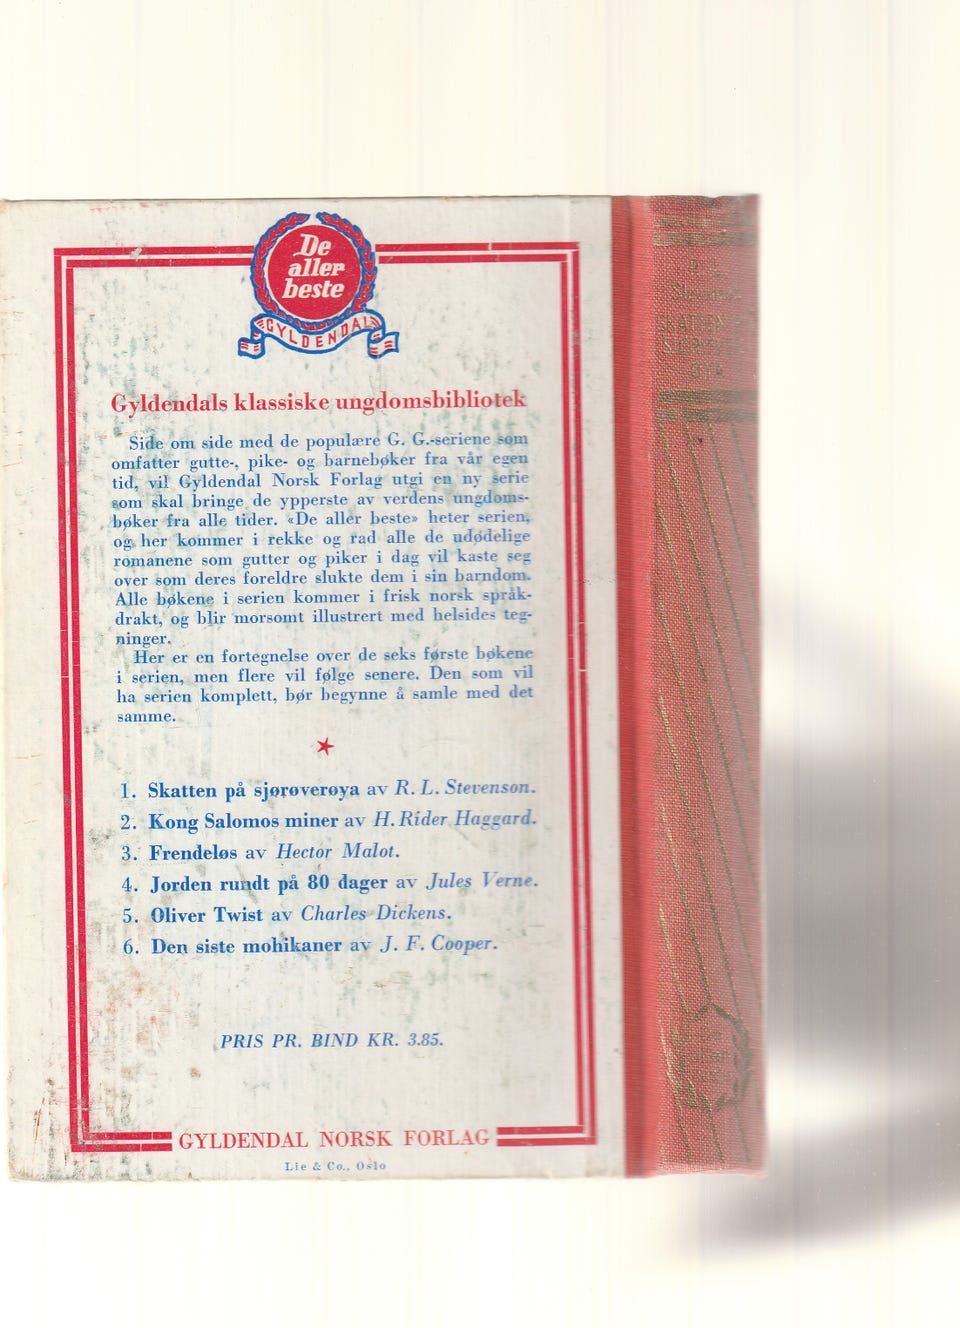 De
aller
beste
GYLDENDAL
Gyldendals klassiske ungdomsbibliotek
Side om side med de populære G. G.-seriene som
omfatter gutte-, pike- og barnebøker fra vår egen
tid, vil Gyldendal Norsk Forlag utgi en ny serie
som skal bringe de ypperste av verdens ungdoms-
bøker fra alle tider. «De aller beste» heter serien,
og her kommer i rekke og rad alle de udødelige
romanene som gutter og piker i dag vil kaste seg
over som deres foreldre slukte dem i sin barndom.
Alle bøkene i serien kommer i frisk norsk språk-
drakt, og blir morsomt illustrert med helsides teg-
ninger.
Her er en fortegnelse over de seks første bøkene
i serien, men flere vil følge senere. Den som vil
ha serien komplett, bør begynne å samle med det
samme.
1. Skatten på sjørøverøya av R. L. Stevenson.
2. Kong Salomos miner av H. Rider Haggard.
3. Frendeløs av Hector Malot.
4. Jorden rundt på 80 dager av Jules Verne.
5. Oliver Twist av Charles Dickens.
6. Den siste mohikaner av J. F. Cooper.
PRIS PR. BIND KR. 3.85.
GYLDENDAL NORSK FORLAG
Lie & Co., Oslo